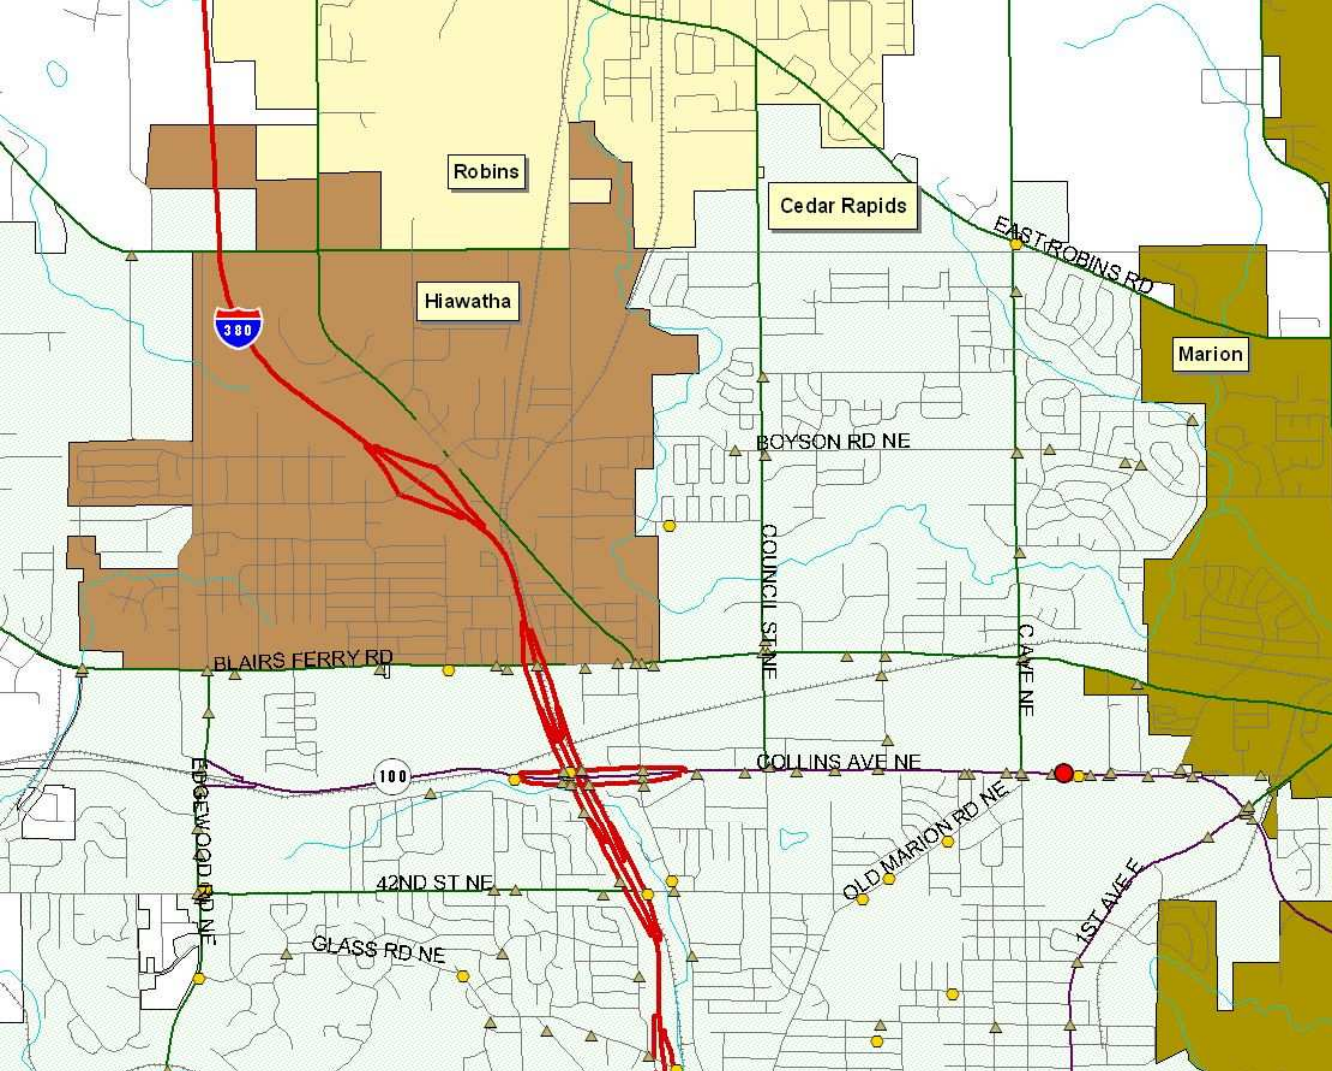 Robins
Cedar Rapids
EAST ROBINS RD
Hiawatha
380
Marion
BOYSON RD NE
COUNCIL ST NE
C AVE NE
BLAIRS FERRY RD
COLLINS AVE NE
100
EDGEWOOD RD NE
OLD MARION RD NE
42ND ST NE
1ST AVE E
GLASS RD NE